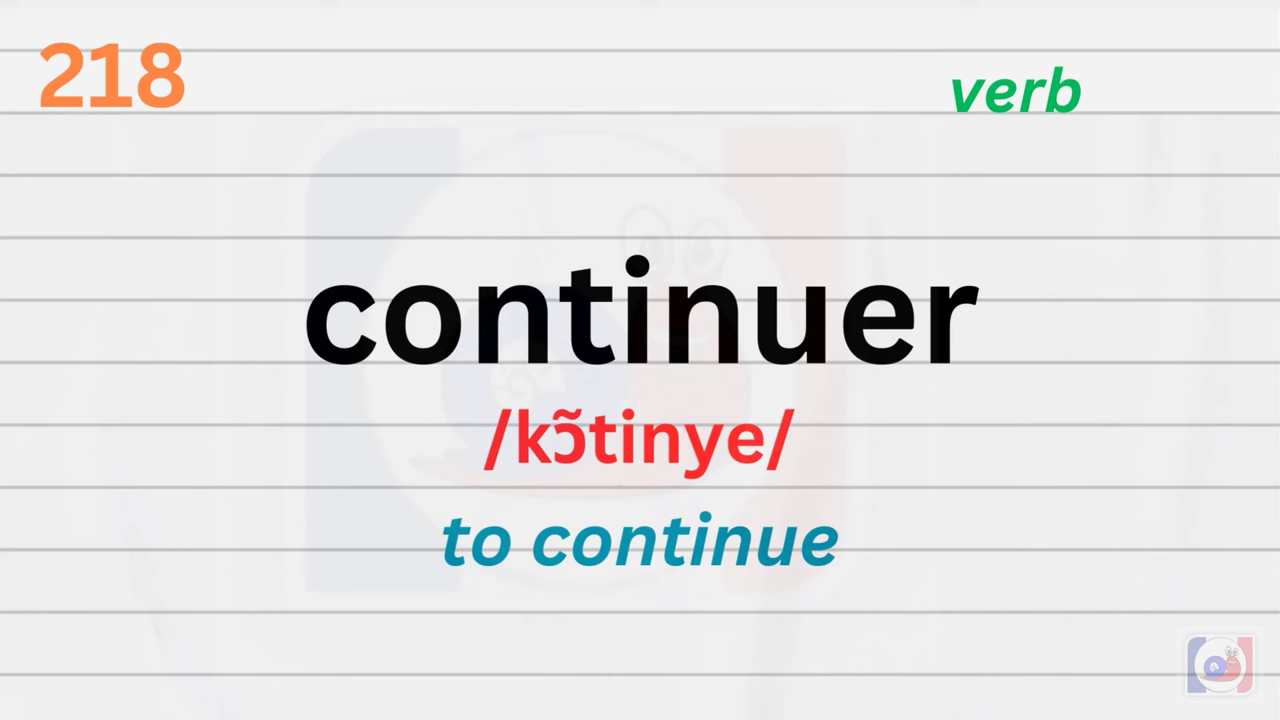 218
verb
continuer
/kɔ̃tinye/
to continue